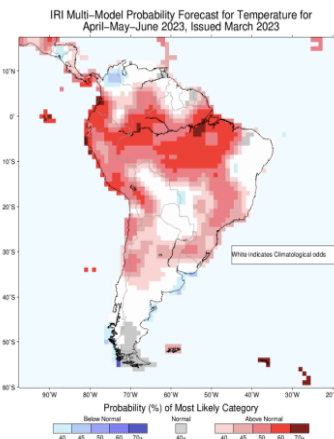 IRI Multi-Model Probability Forecast for Temperature for
April-May-June 2023, Issued March 2023
10°N
0°
10°S
20°S
30°S
40°S
50°S
60°S
White indicates Climatological odds
90°W 80°W 70°W 60°W 50°W 40°W 30°W 20°W
Probability (%) of Most Likely Category
Below Normal Normal Above Normal
40 45 50 60 70+ 40+ 40 45 50 60 70+